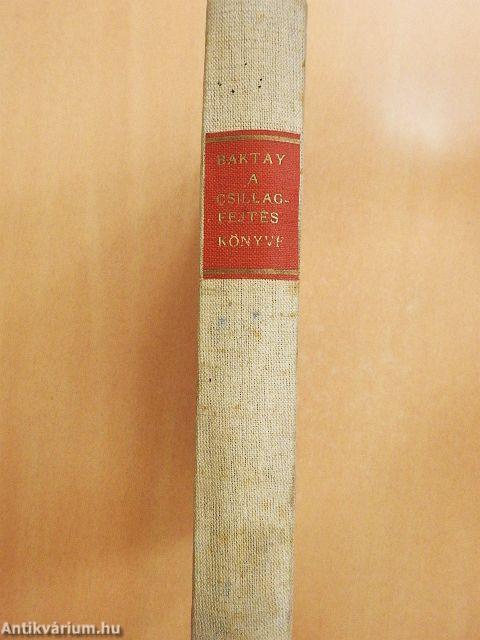 BAKTAY
A
CSILLAG-
FEJTÉS
KÖNYVE
Antikvárium.hu